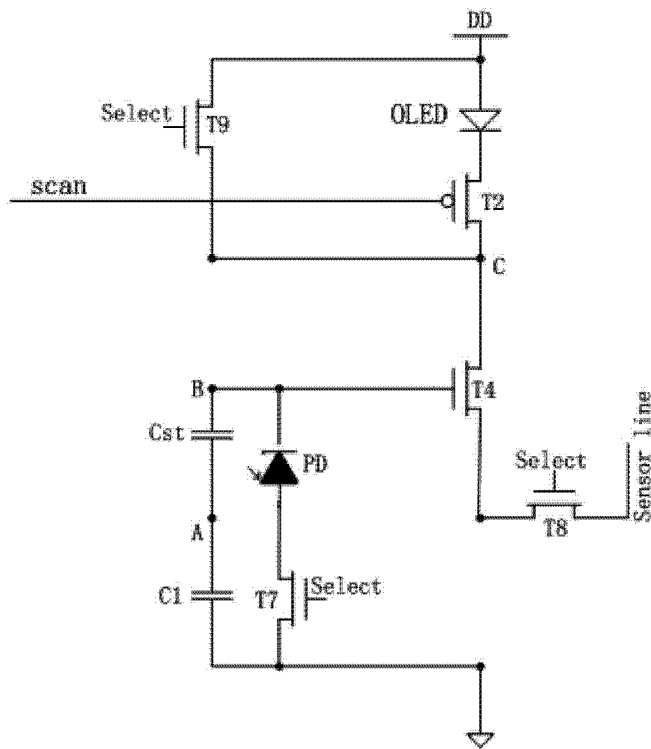 DD
Select
T9
OLED
scan
T2
C
B
T4
Cst
PD
Sensor line
Select
A
T8
C1
T7
Select